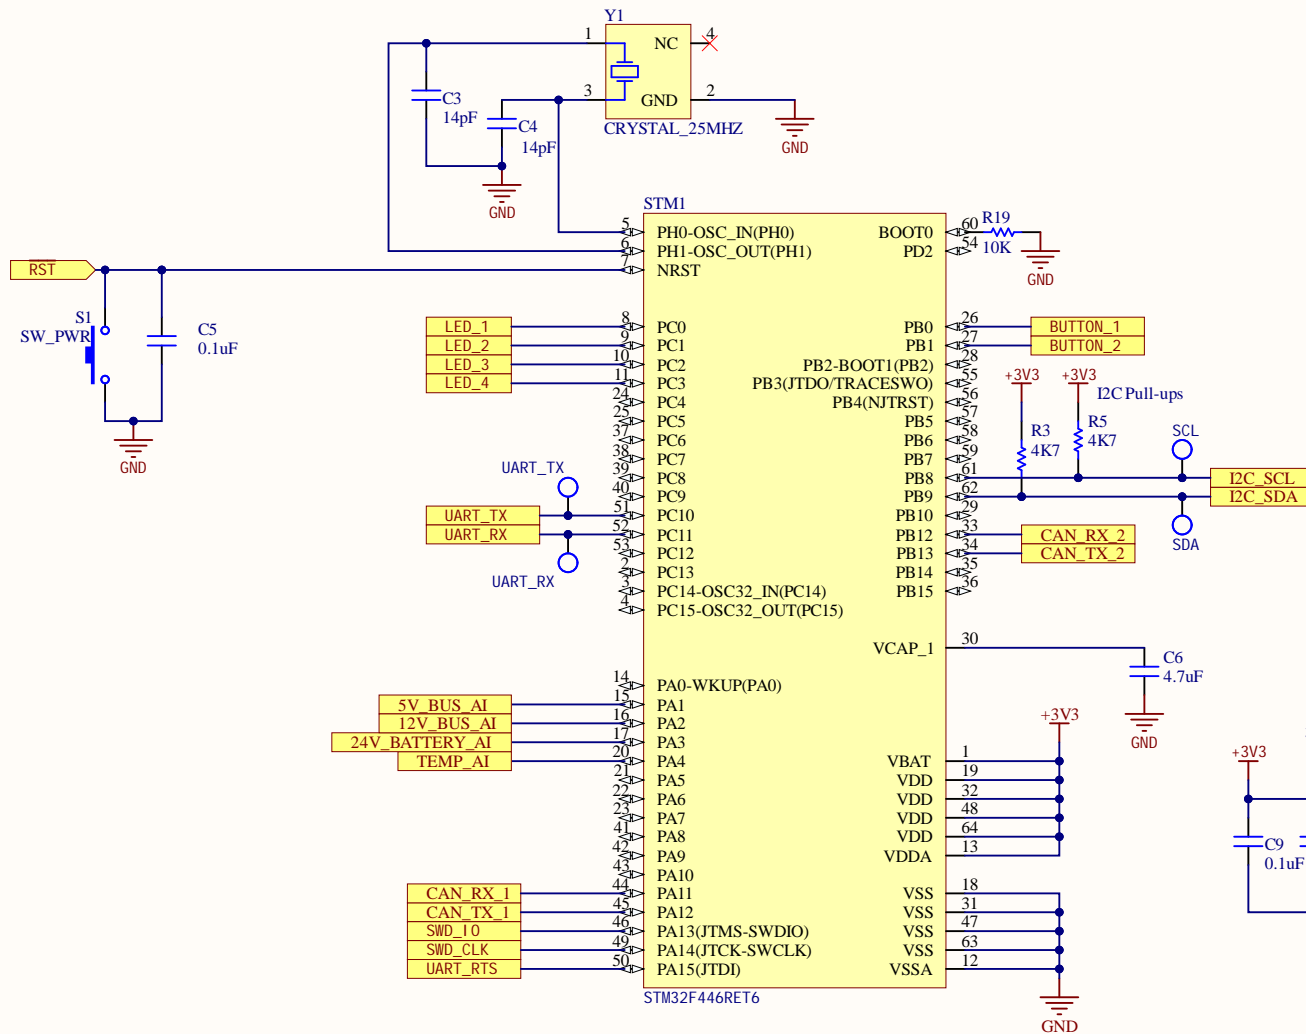 Y1
1
NC
4
3
GND
2
C3
14pF
C4
14pF
CRYSTAL_25MHZ
GND
GND
STM1
5
PH0-OSC_IN(PH0)
BOOT0
60
R19
10K
6
PH1-OSC_OUT(PH1)
PD2
54
GND
RST
7
NRST
S1
SW_PWR
C5
0.1uF
GND
LED_1
8
PC0
PB0
26
BUTTON_1
LED_2
9
PC1
PB1
27
BUTTON_2
LED_3
10
PC2
PB2-BOOT1(PB2)
28
LED_4
11
PC3
PB3(JTDO/TRACESWO)
55
+3V3
+3V3
I2C Pull-ups
24
PC4
PB4(NJTRST)
56
25
PC5
PB5
57
R3
4K7
R5
4K7
SCL
37
PC6
PB6
58
38
PC7
PB7
59
39
PC8
PB8
61
I2C_SCL
40
PC9
PB9
62
I2C_SDA
UART_TX
UART_TX
51
PC10
PB10
29
UART_RX
52
PC11
PB12
33
CAN_RX_2
SDA
53
PC12
PB13
34
CAN_TX_2
UART_RX
2
PC13
PB14
35
3
PC14-OSC32_IN(PC14)
PB15
36
4
PC15-OSC32_OUT(PC15)
VCAP_1
30
C6
4.7uF
GND
14
PA0-WKUP(PA0)
5V_BUS_AI
15
PA1
12V_BUS_AI
16
PA2
24V_BATTERY_AI
17
PA3
+3V3
TEMP_AI
20
PA4
VBAT
1
21
PA5
VDD
19
22
PA6
VDD
32
23
PA7
VDD
48
41
PA8
VDD
64
42
PA9
VDDA
13
+3V3
C9
0.1uF
43
PA10
CAN_RX_1
44
PA11
VSS
18
CAN_TX_1
45
PA12
VSS
31
SWD_IO
46
PA13(JTMS-SWDIO)
VSS
47
SWD_CLK
49
PA14(JTCK-SWCLK)
VSS
63
UART_RTS
50
PA15(JTDI)
VSSA
12
STM32F446RET6
GND